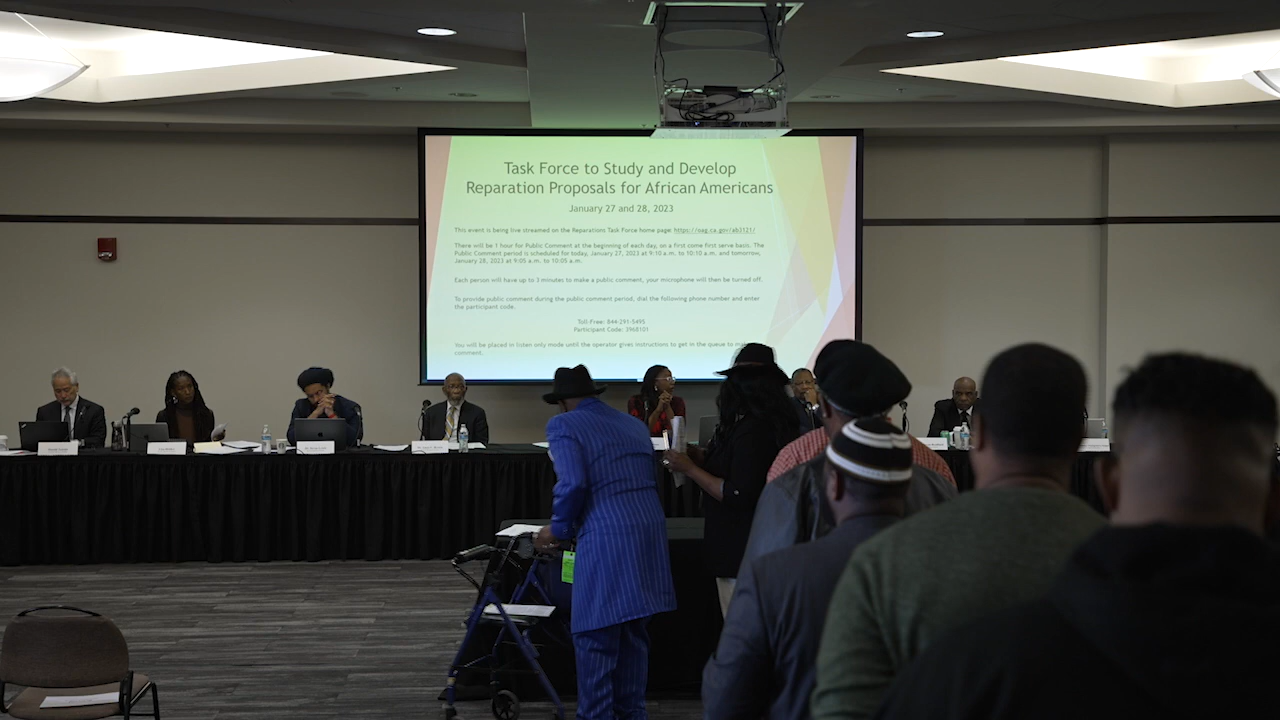 Task Force to Study and Develop
Reparation Proposals for African Americans
January 27 and 28, 2023
This event is being live streamed on the Reparations Task Force home page: https://oag.ca.gov/ab3121/
There will be 1 hour for Public Comment at the beginning of each day, on a first come first serve basis. The
Public Comment period is scheduled for today, January 27, 2023 at 9:10 a.m. to 10:10 a.m. and tomorrow,
January 28, 2023 at 9:05 a.m. to 10:05 a.m.
Each person will have up to 3 minutes to make a public comment, your microphone will then be turned off.
To provide public comment during the public comment period, dial the following phone number and enter
the participant code.
Toll Free: 844-291-5495
Participant Code: 3968101
You will be placed in listen only mode until the operator gives instructions to get in the queue to
comment.